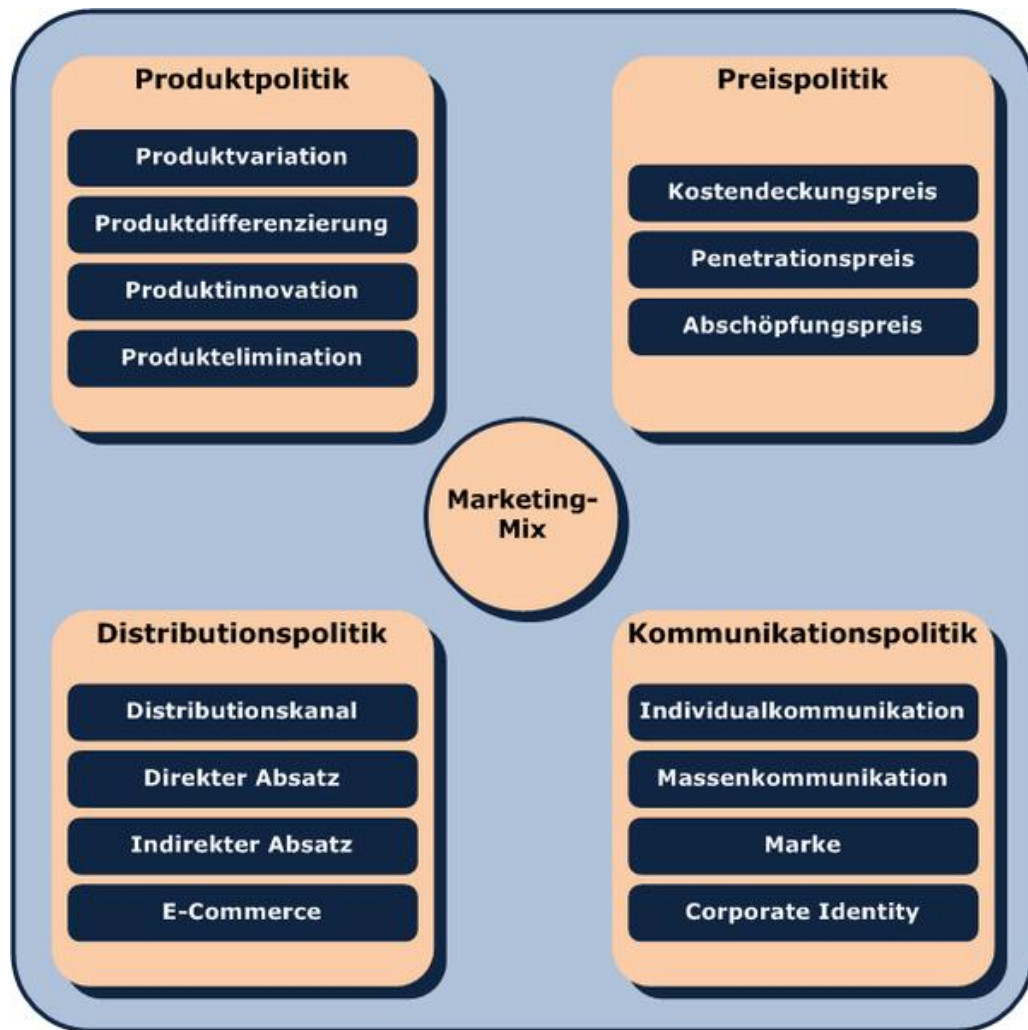 Produktpolitik
Produktvariation
Produktdifferenzierung
Produktinnovation
Produktelimination
Preispolitik
Kostendeckungspreis
Penetrationspreis
Abschöpfungspreis
Marketing-
Mix
Distributionspolitik
Distributionskanal
Direkter Absatz
Indirekter Absatz
E-Commerce
Kommunikationspolitik
Individualkommunikation
Massenkommunikation
Marke
Corporate Identity